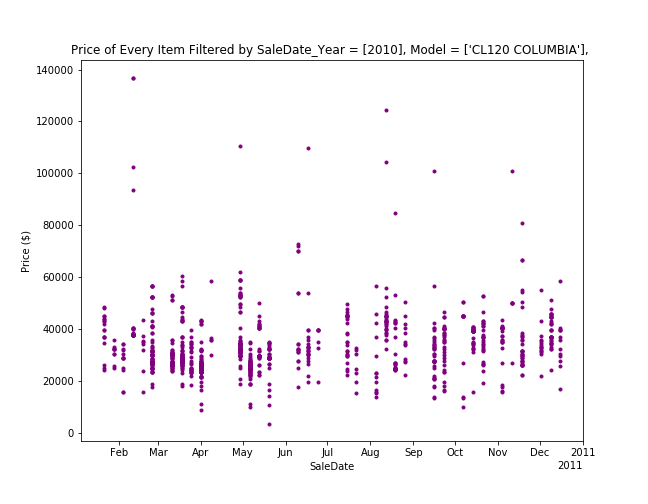 Price of Every Item Filtered by SaleDate_Year = [2010], Model = ['CL120 COLUMBIA'],
140000
120000
100000
80000
60000
40000
20000
0
Price ($)
Feb Mar Apr May Jun Jul Aug Sep Oct Nov Dec 2011
2011
SaleDate